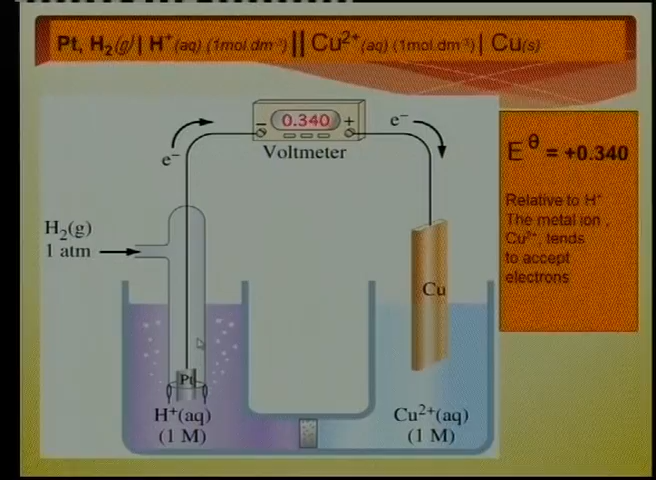 Pt, H₂(g)| H⁺(aq) (1mol dm⁻³)|| Cu²⁺(aq) (1mol dm⁻³)| Cu(s)
e⁻
− 0.340 +
Voltmeter
e⁻
E θ = +0.340
Relative to H⁺
The metal ion ,
Cu²⁺, tends
to accept
electrons
H₂(g)
1 atm
Cu
Pt
H⁺(aq)
(1 M)
Cu²⁺(aq)
(1 M)